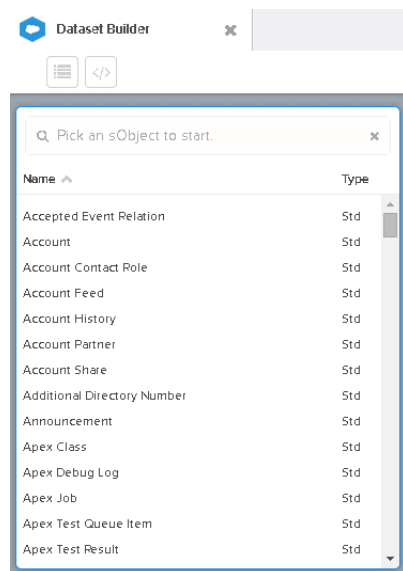 Dataset Builder
Pick an sObject to start.
Name Type
Accepted Event Relation Std
Account Std
Account Contact Role Std
Account Feed Std
Account History Std
Account Partner Std
Account Share Std
Additional Directory Number Std
Announcement Std
Apex Class Std
Apex Debug Log Std
Apex Job Std
Apex Test Queue Item Std
Apex Test Result Std